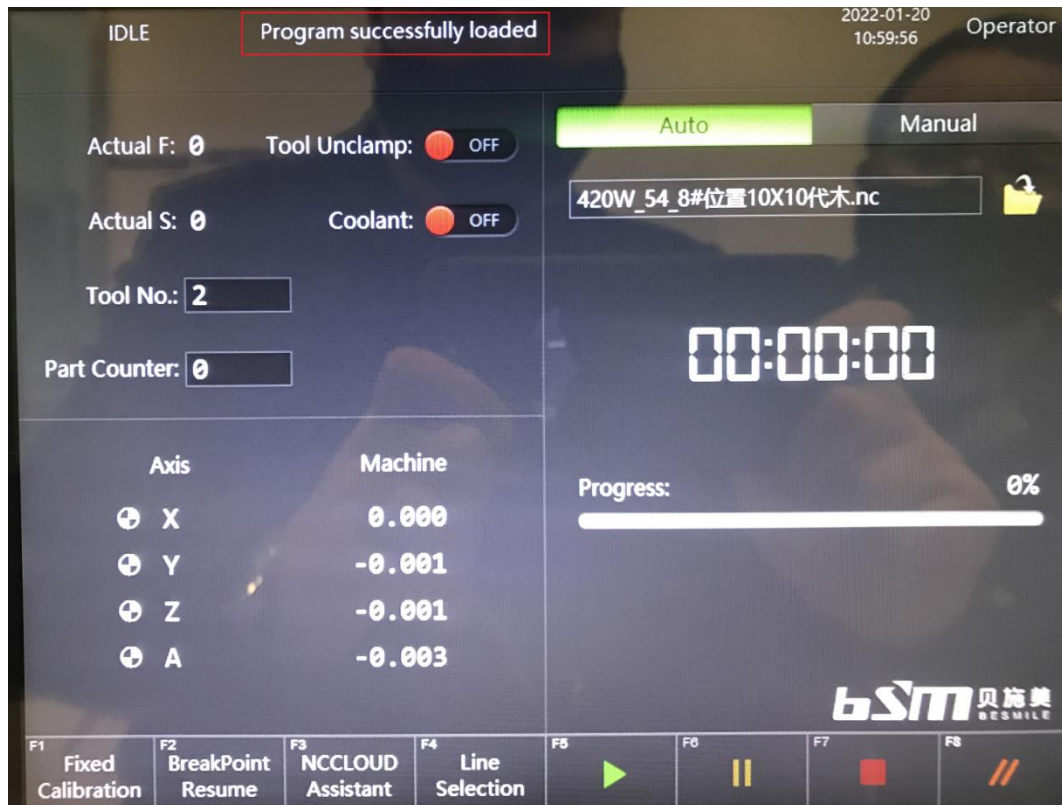 IDLE
Program successfully loaded
2022-01-20
10:59:56
Operator
Actual F: 0
Tool Unclamp: OFF
Actual S: 0
Coolant: OFF
Tool No.: 2
Part Counter: 0
Auto
Manual
420W_54_8#位置10X10代木.nc
00:00:00
Progress: 0%
Axis Machine
X 0.000
Y -0.001
Z -0.001
A -0.003
bsm 贝施美
BESMILE
F1 Fixed
Calibration
F2 BreakPoint
Resume
F3 NCCLOUD
Assistant
F4 Line
Selection
F5
F6
F7
F8